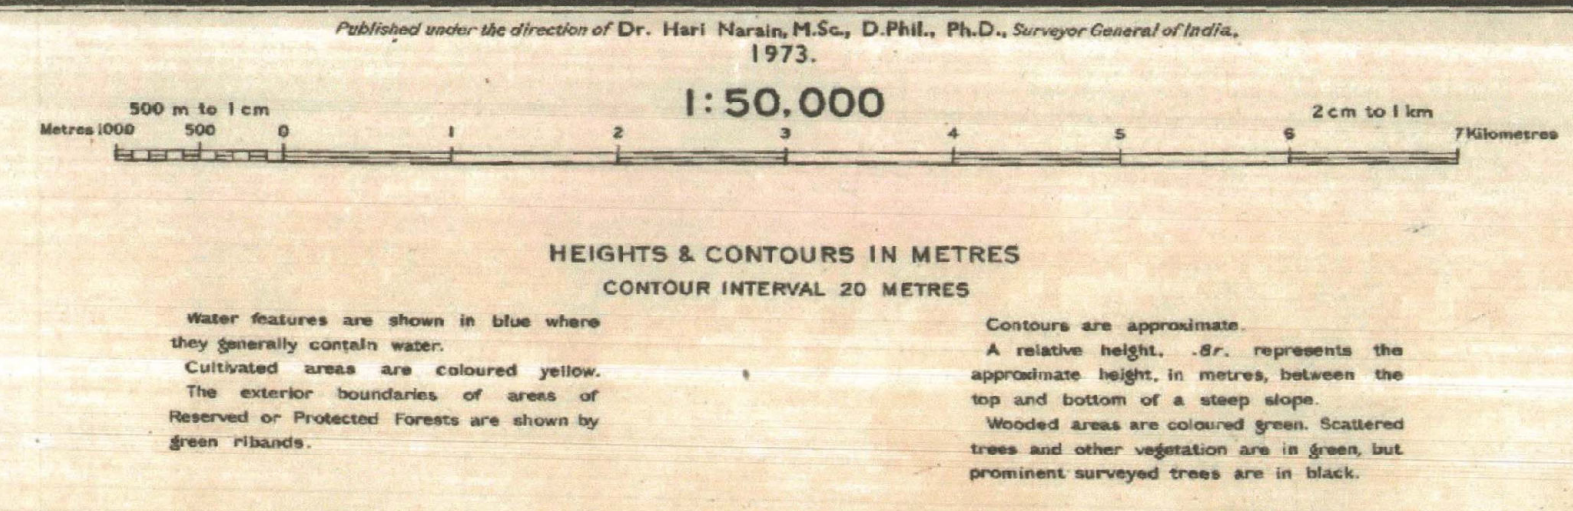 Published under the direction of Dr. Hari Narain, M.Sc., D.Phil., Ph.D., Surveyor General of India,
1973.
1:50,000
500 m to 1 cm
2 cm to 1 km
Metres 1000 500 0 1 2 3 4 5 6 7 Kilometres
HEIGHTS & CONTOURS IN METRES
CONTOUR INTERVAL 20 METRES
Water features are shown in blue where
they generally contain water.
Cultivated areas are coloured yellow.
The exterior boundaries of areas of
Reserved or Protected Forests are shown by
green ribands.
Contours are approximate.
A relative height, .8r. represents the
approximate height, in metres, between the
top and bottom of a steep slope.
Wooded areas are coloured green. Scattered
trees and other vegetation are in green, but
prominent surveyed trees are in black.